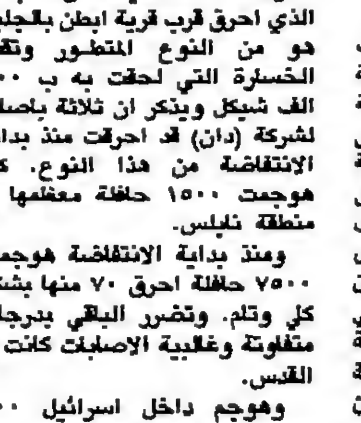 الذي احرق قرب قرية ابطن بالجليل
هو من النوع المتطور وتقدر
الخسارة التي لحقت به ب ٠٠
الف شيكل ويذكر ان ثلاثة باصات
لشركة (دان) قد احرقت منذ بداية
الانتفاضة من هذا النوع. كما
هوجمت ١٥٠٠ حافلة معظمها
منطقة نابلس.
ومنذ بداية الانتفاضة هوجمت
٧٥٠٠ حافلة احرق ٧٠ منها بشكل
كلي وتام. وتضرر الباقي بدرجات
متفاوتة وغالبية الاصابات كانت
القدس.
وهوجم داخل اسرائيل ٠٠